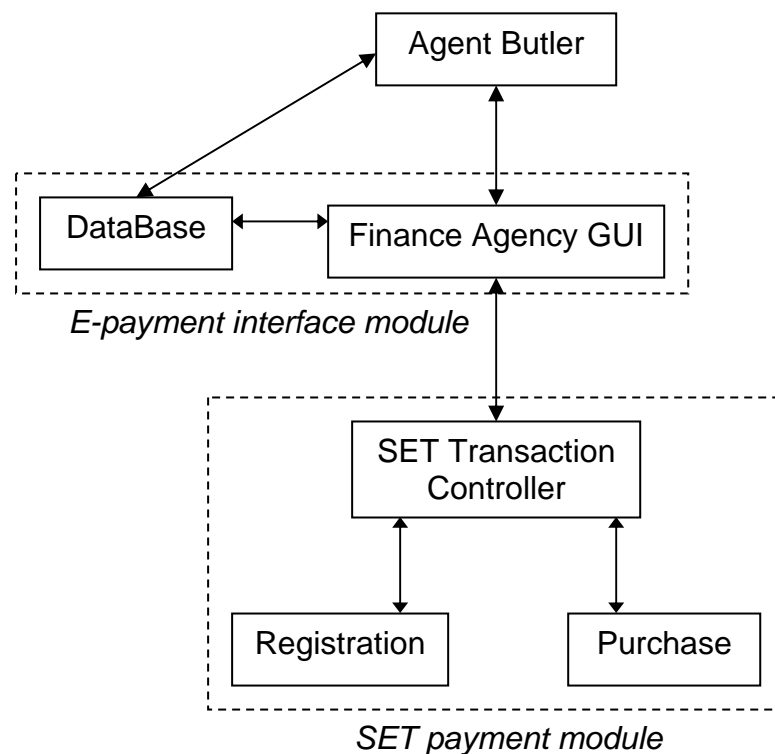 Agent Butler
DataBase
Finance Agency GUI
E-payment interface module
SET Transaction
Controller
Registration
Purchase
SET payment module